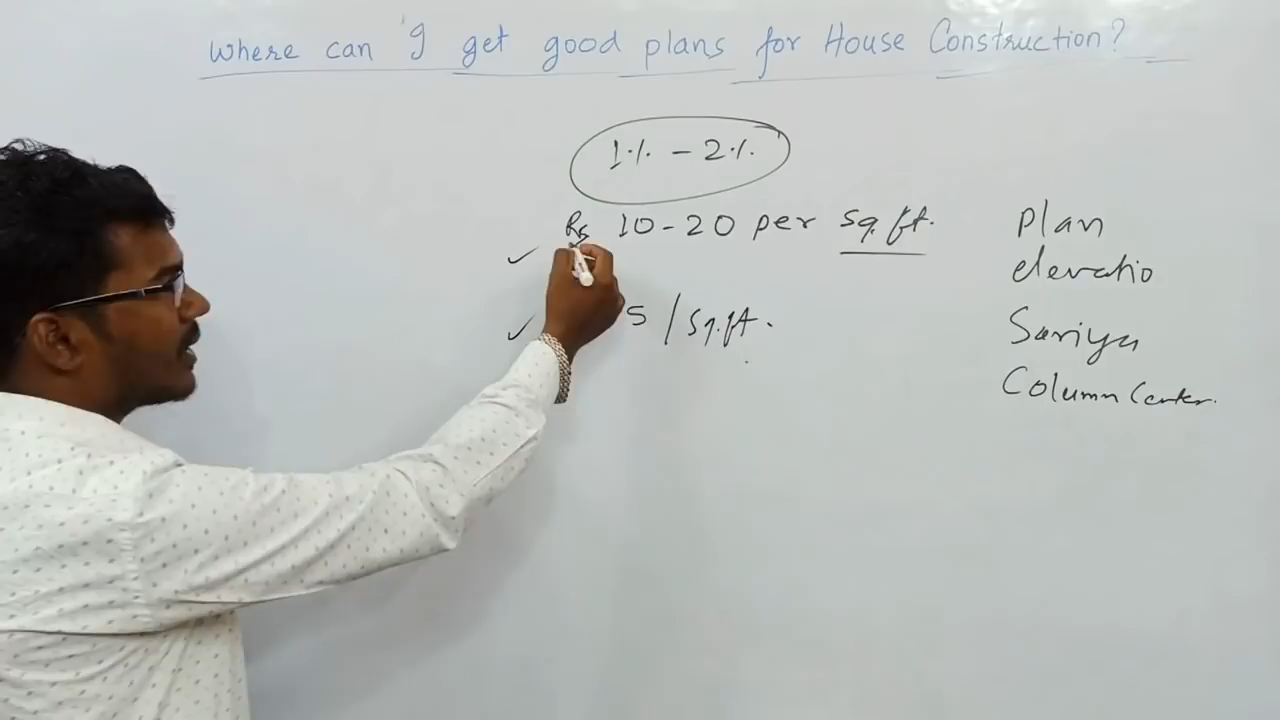 Where can I get good plans for House Construction?
1% - 2%
Rs 10-20 per sq.ft.
5/sq.ft.
Plan
elevatio
Sariya
Column Center.